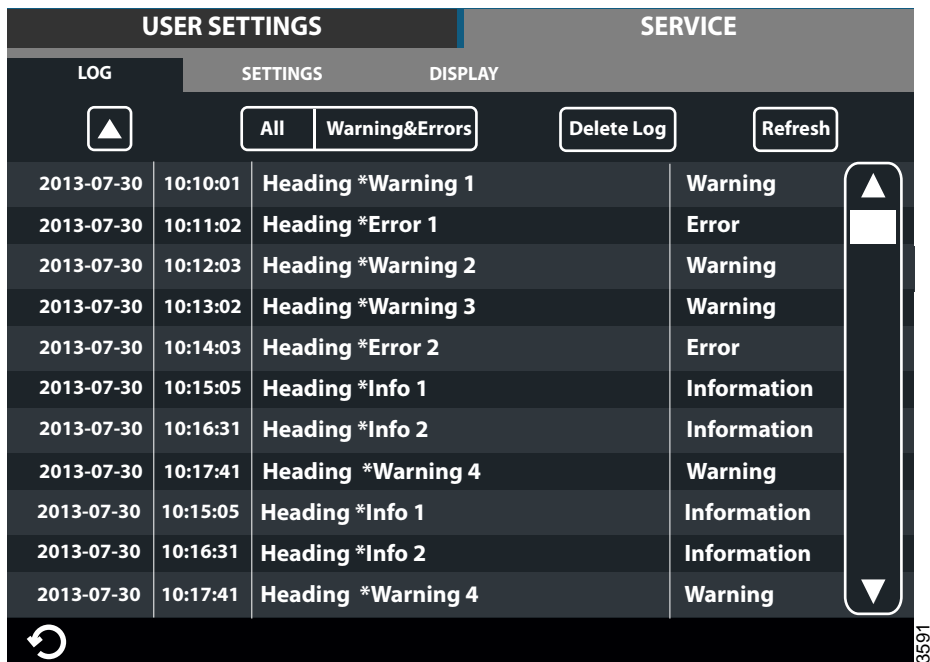 USER SETTINGS SERVICE
LOG SETTINGS DISPLAY
All Warning&Errors Delete Log Refresh
2013-07-30 10:10:01 Heading *Warning 1 Warning
2013-07-30 10:11:02 Heading *Error 1 Error
2013-07-30 10:12:03 Heading *Warning 2 Warning
2013-07-30 10:13:02 Heading *Warning 3 Warning
2013-07-30 10:14:03 Heading *Error 2 Error
2013-07-30 10:15:05 Heading *Info 1 Information
2013-07-30 10:16:31 Heading *Info 2 Information
2013-07-30 10:17:41 Heading *Warning 4 Warning
2013-07-30 10:15:05 Heading *Info 1 Information
2013-07-30 10:16:31 Heading *Info 2 Information
2013-07-30 10:17:41 Heading *Warning 4 Warning
3591